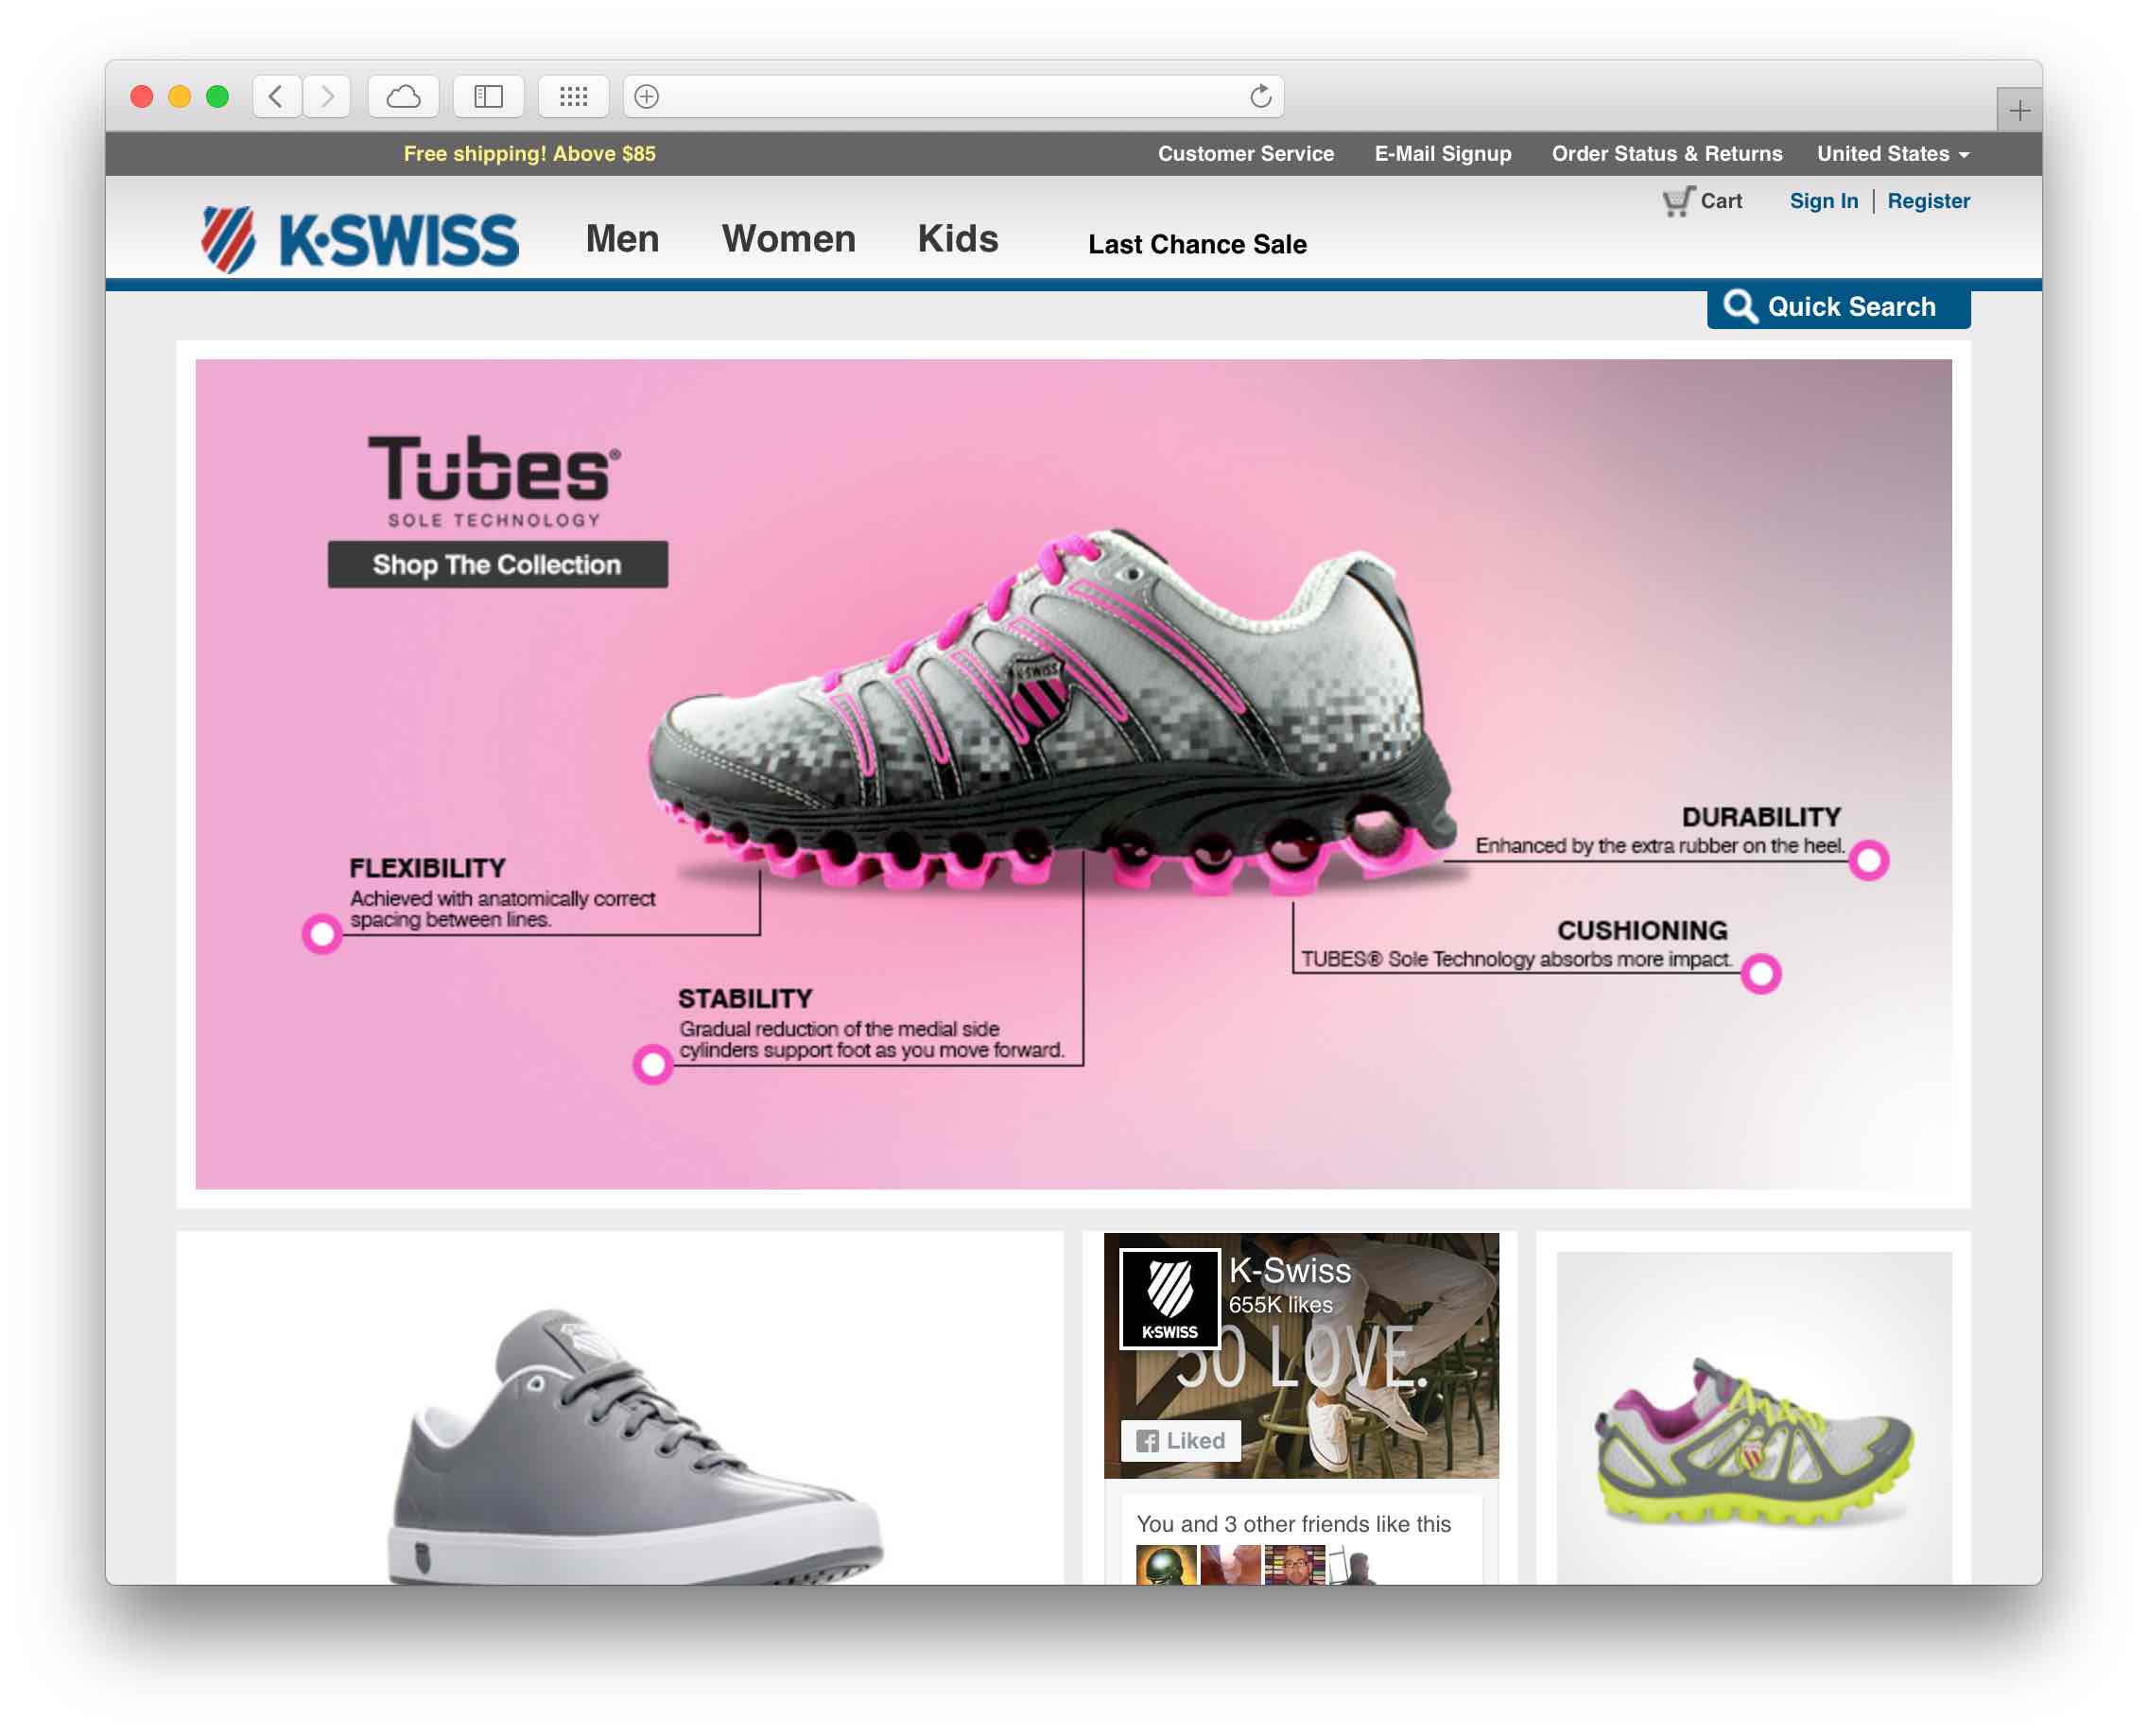 Free shipping! Above $85
Customer Service
E-Mail Signup
Order Status & Returns
United States
Cart
Sign In
Register
K·SWISS
Men
Women
Kids
Last Chance Sale
Quick Search
Tubes®
SOLE TECHNOLOGY
Shop The Collection
K·SWISS
DURABILITY
Enhanced by the extra rubber on the heel.
FLEXIBILITY
Achieved with anatomically correct
spacing between lines.
CUSHIONING
TUBES® Sole Technology absorbs more impact.
STABILITY
Gradual reduction of the medial side
cylinders support foot as you move forward.
K-Swiss
655K likes
K·SWISS
50 LOVE.
Liked
You and 3 other friends like this